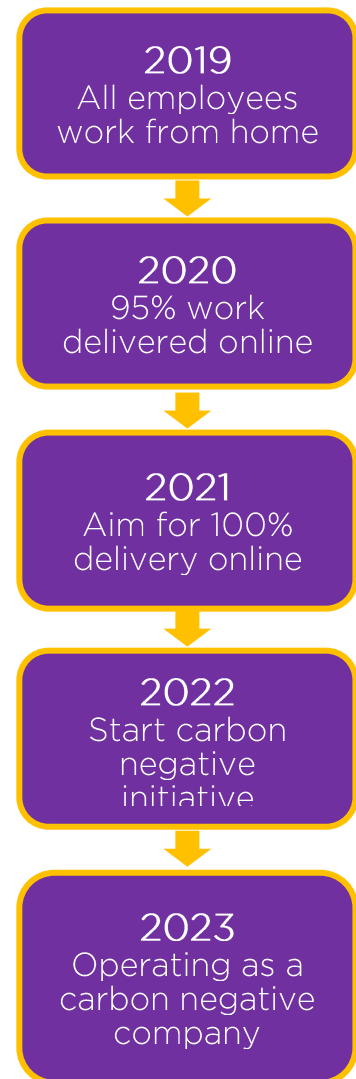 2019
All employees
work from home
2020
95% work
delivered online
2021
Aim for 100%
delivery online
2022
Start carbon
negative
initiative
2023
Operating as a
carbon negative
company